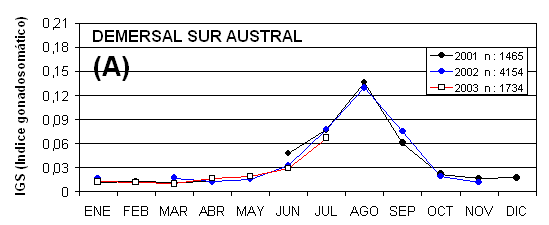 DEMERSAL SUR AUSTRAL
(A)
2001 n : 1465
2002 n : 4154
2003 n : 1734
IGS (Indice gonadosomático)
0,21
0,18
0,15
0,12
0,09
0,06
0,03
0
ENE FEB MAR ABR MAY JUN JUL AGO SEP OCT NOV DIC